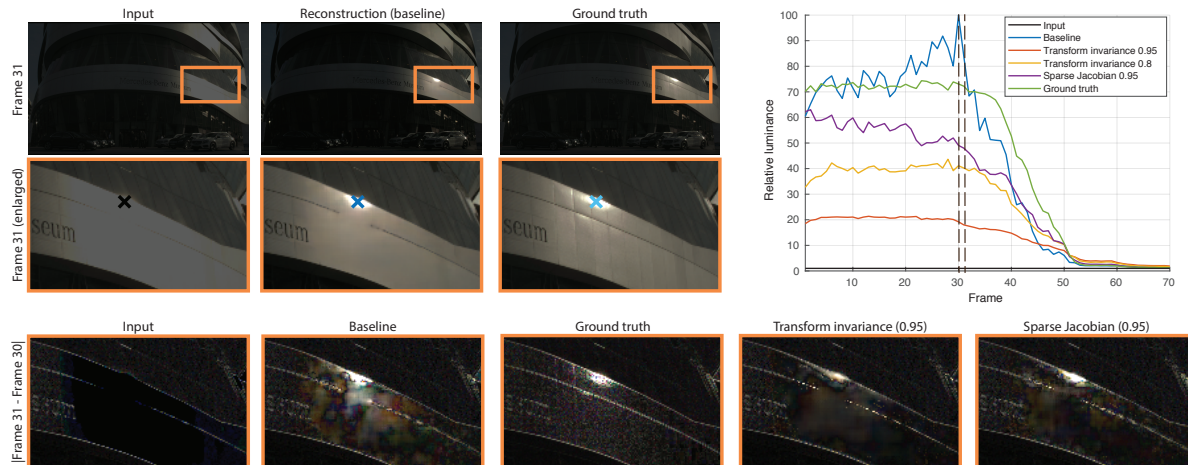 Input
Reconstruction (baseline)
Ground truth
Frame 31
Frame 31 (enlarged)
seum
seum
seum
Relative luminance
100
90
80
70
60
50
40
30
20
10
0
Input
Baseline
Transform invariance 0.95
Transform invariance 0.8
Sparse Jacobian 0.95
Ground truth
10
20
30
40
50
60
70
Frame
Input
Baseline
Ground truth
Transform invariance (0.95)
Sparse Jacobian (0.95)
|Frame 31 - Frame 30|